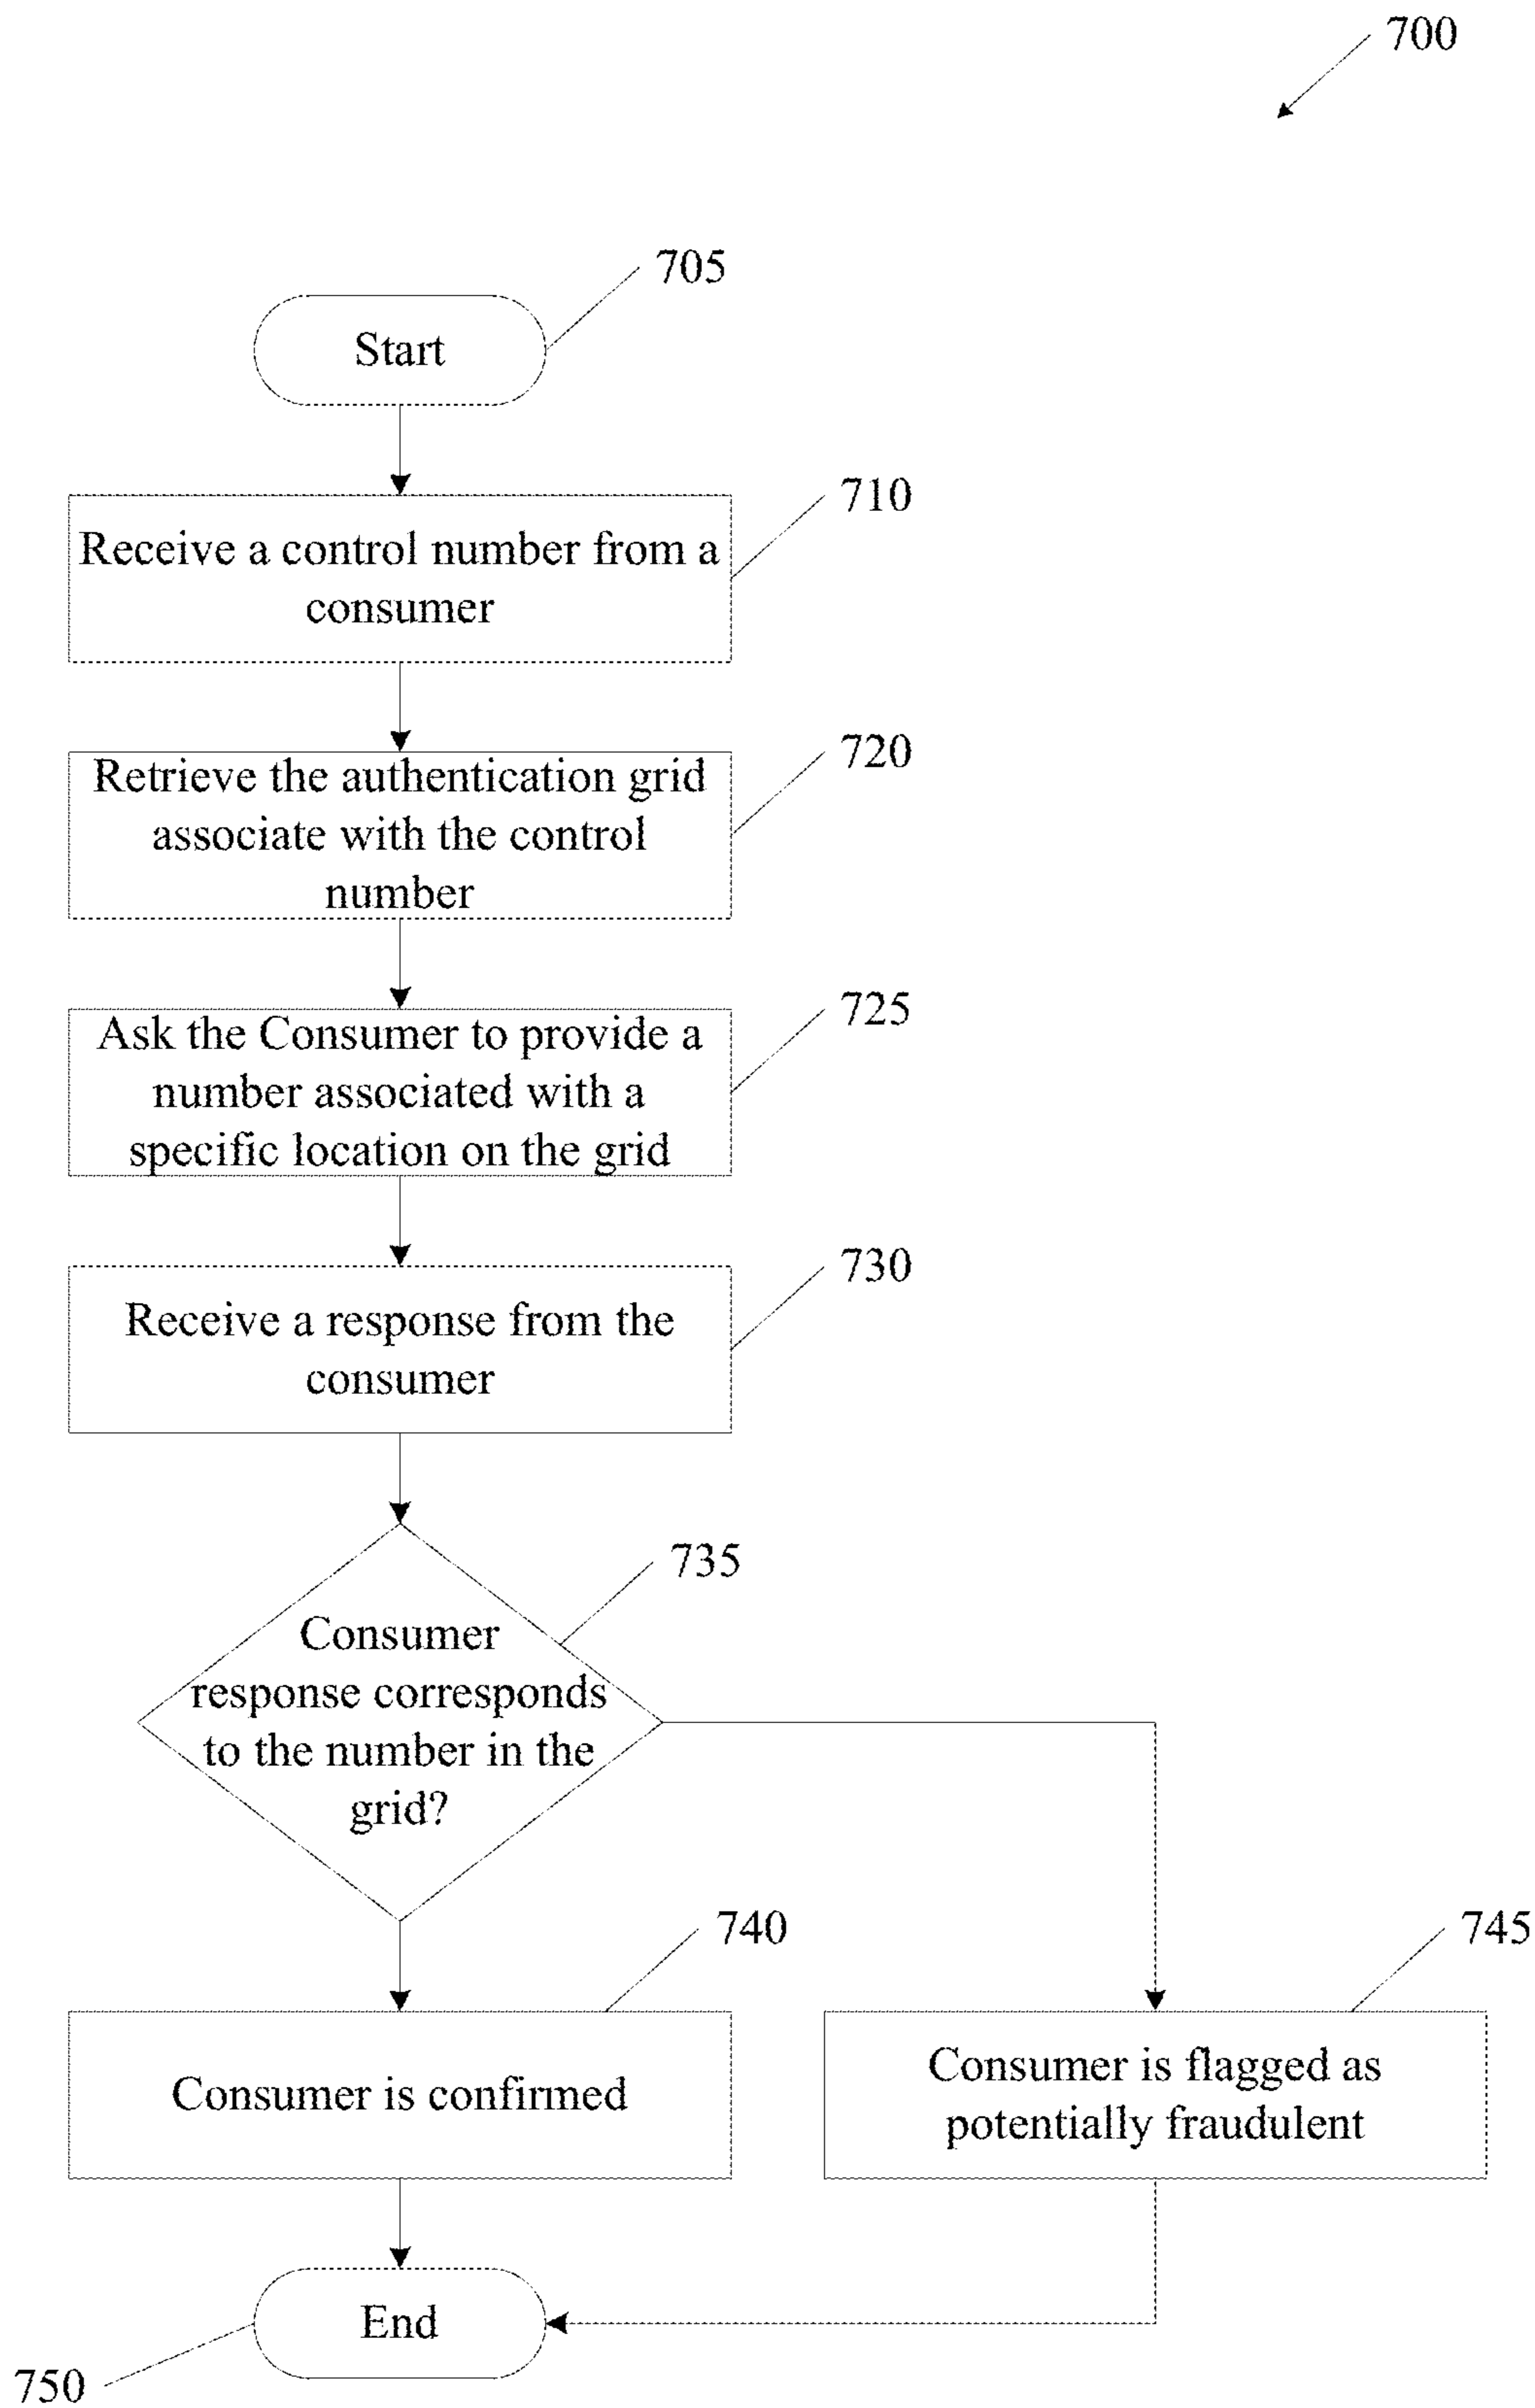 700
705
Start
710
Receive a control number from a
consumer
720
Retrieve the authentication grid
associate with the control
number
725
Ask the Consumer to provide a
number associated with a
specific location on the grid
730
Receive a response from the
consumer
735
Consumer
response corresponds
to the number in the
grid?
740
745
Consumer is confirmed
Consumer is flagged as
potentially fraudulent
End
750